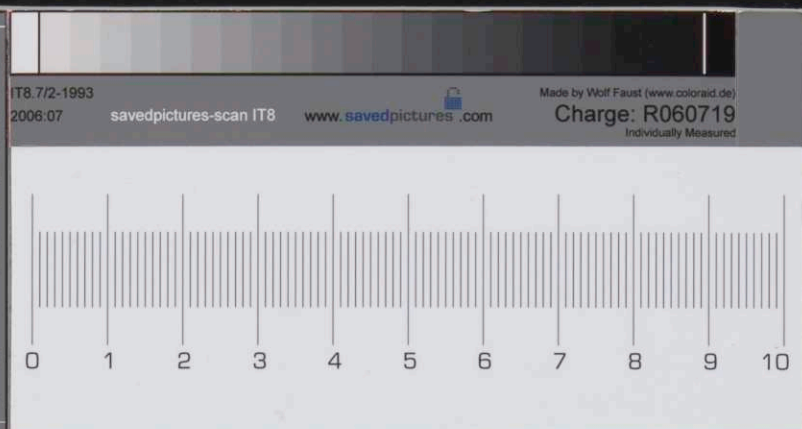 IT8.7/2-1993
2006:07
savedpictures-scan IT8
www.savedpictures.com
Made by Wolf Faust (www.coloraid.de)
Charge: R060719
Individually Measured
0 1 2 3 4 5 6 7 8 9 10